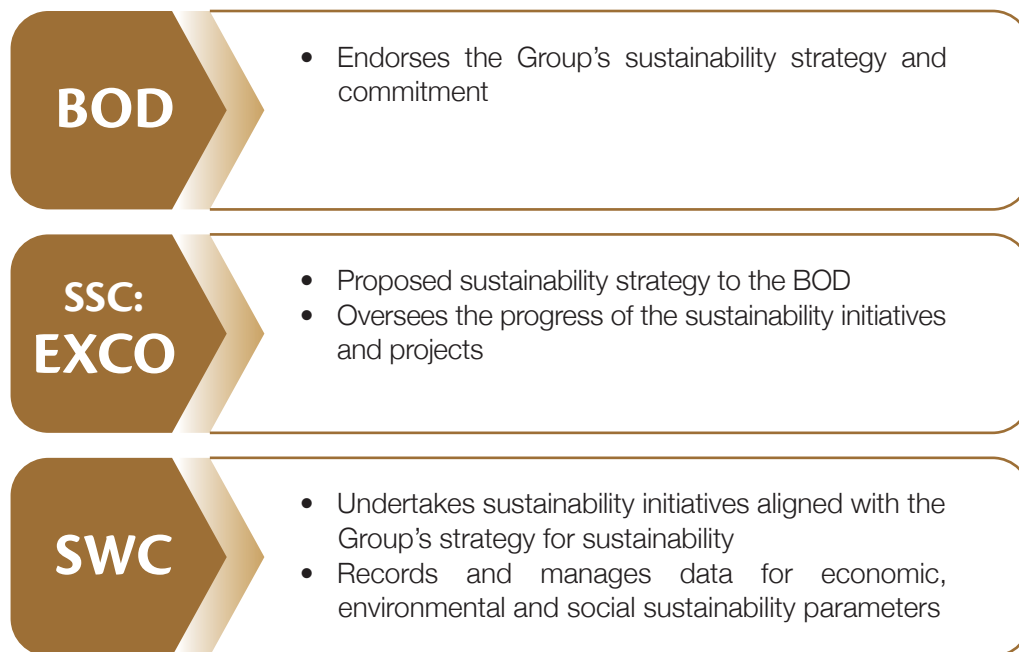 BOD
• Endorses the Group's sustainability strategy and
commitment
SSC:
EXCO
• Proposed sustainability strategy to the BOD
• Oversees the progress of the sustainability initiatives
and projects
SWC
• Undertakes sustainability initiatives aligned with the
Group's strategy for sustainability
• Records and manages data for economic,
environmental and social sustainability parameters